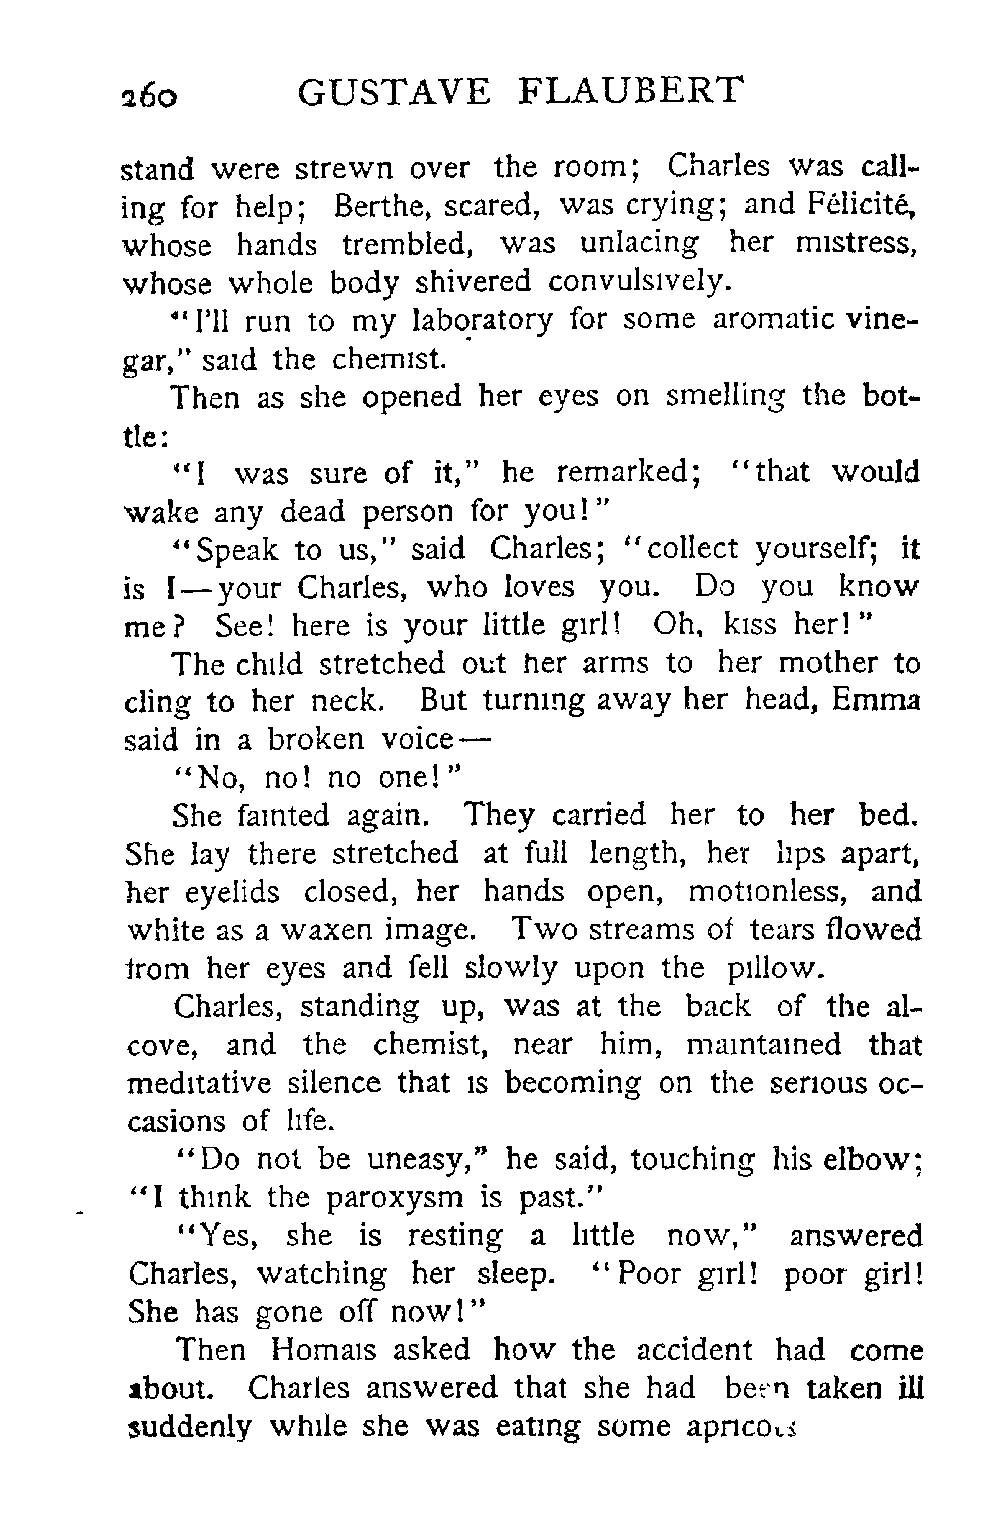 260 GUSTAVE FLAUBERT
stand were strewn over the room; Charles was call-
ing for help; Berthe, scared, was crying; and Félicité,
whose hands trembled, was unlacing her mistress,
whose whole body shivered convulsively.
"I'll run to my laboratory for some aromatic vine-
gar," said the chemist.
Then as she opened her eyes on smelling the bot-
tle:
"I was sure of it," he remarked; "that would
wake any dead person for you!"
"Speak to us," said Charles; "collect yourself; it
is I—your Charles, who loves you. Do you know
me? See! here is your little girl! Oh, kiss her!"
The child stretched out her arms to her mother to
cling to her neck. But turning away her head, Emma
said in a broken voice—
"No, no! no one!"
She fainted again. They carried her to her bed.
She lay there stretched at full length, her lips apart,
her eyelids closed, her hands open, motionless, and
white as a waxen image. Two streams of tears flowed
from her eyes and fell slowly upon the pillow.
Charles, standing up, was at the back of the al-
cove, and the chemist, near him, maintained that
meditative silence that is becoming on the serious oc-
casions of life.
"Do not be uneasy," he said, touching his elbow;
"I think the paroxysm is past."
"Yes, she is resting a little now," answered
Charles, watching her sleep. "Poor girl! poor girl!
She has gone off now!"
Then Homais asked how the accident had come
about. Charles answered that she had been taken ill
suddenly while she was eating some apricots